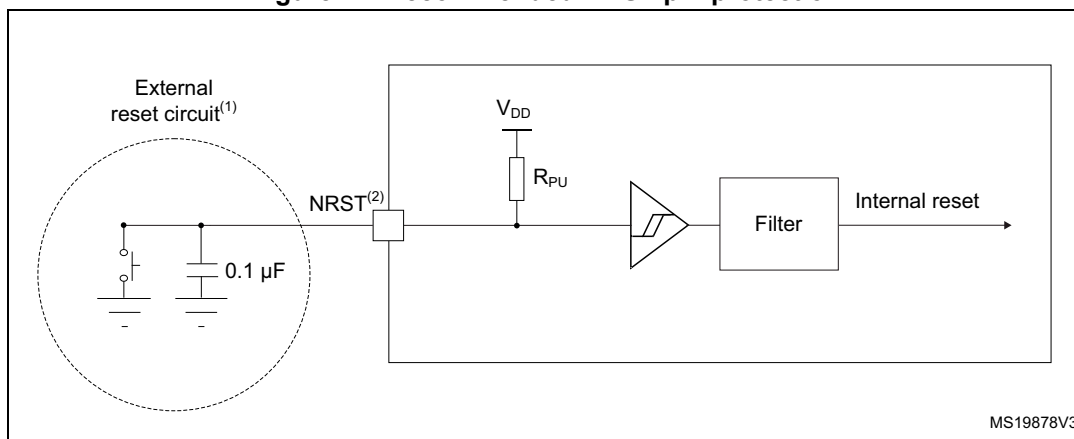 External
reset circuit(1)
VDD
RPU
NRST(2)
Filter
Internal reset
0.1 µF
MS19878V3